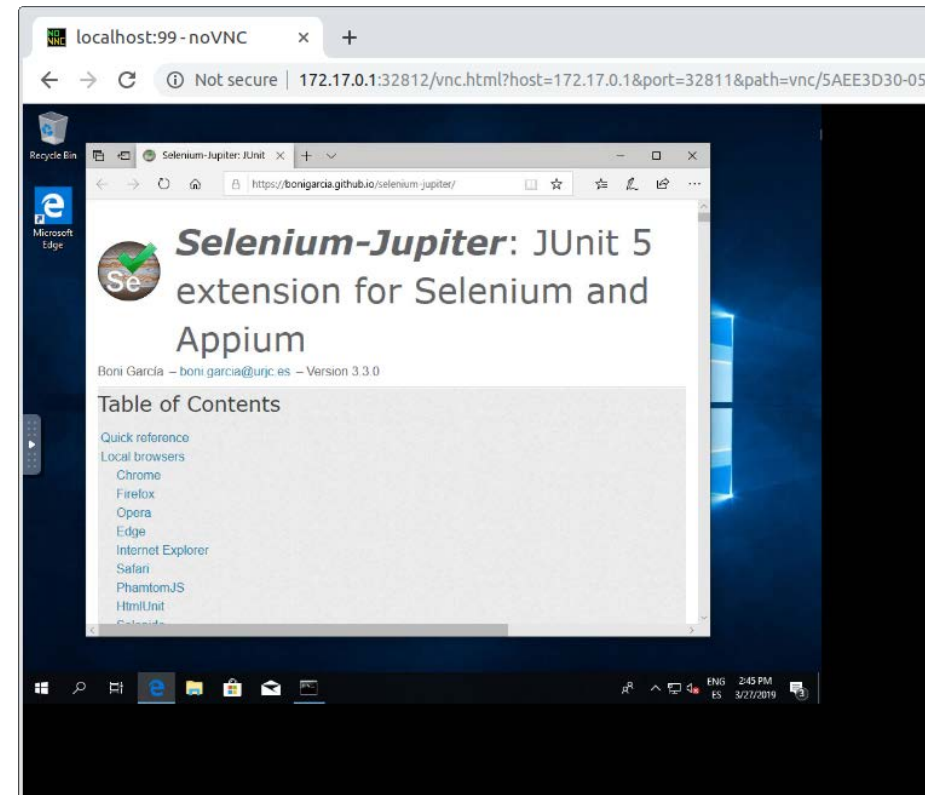 localhost:99 - noVNC
Not secure | 172.17.0.1:32812/vnc.html?host=172.17.0.1&port=32811&path=vnc/5AEE3D30-05
Recycle Bin
Selenium-Jupiter: JUnit
https://bonigarcia.github.io/selenium-jupiter/
Microsoft
Edge
Se
Selenium-Jupiter: JUnit 5
extension for Selenium and
Appium
Boni García – boni.garcia@urjc.es – Version 3.3.0
Table of Contents
Quick reference
Local browsers
Chrome
Firefox
Opera
Edge
Internet Explorer
Safari
PhamtomJS
HtmlUnit
ENG 2:45 PM
ES 3/27/2019
3